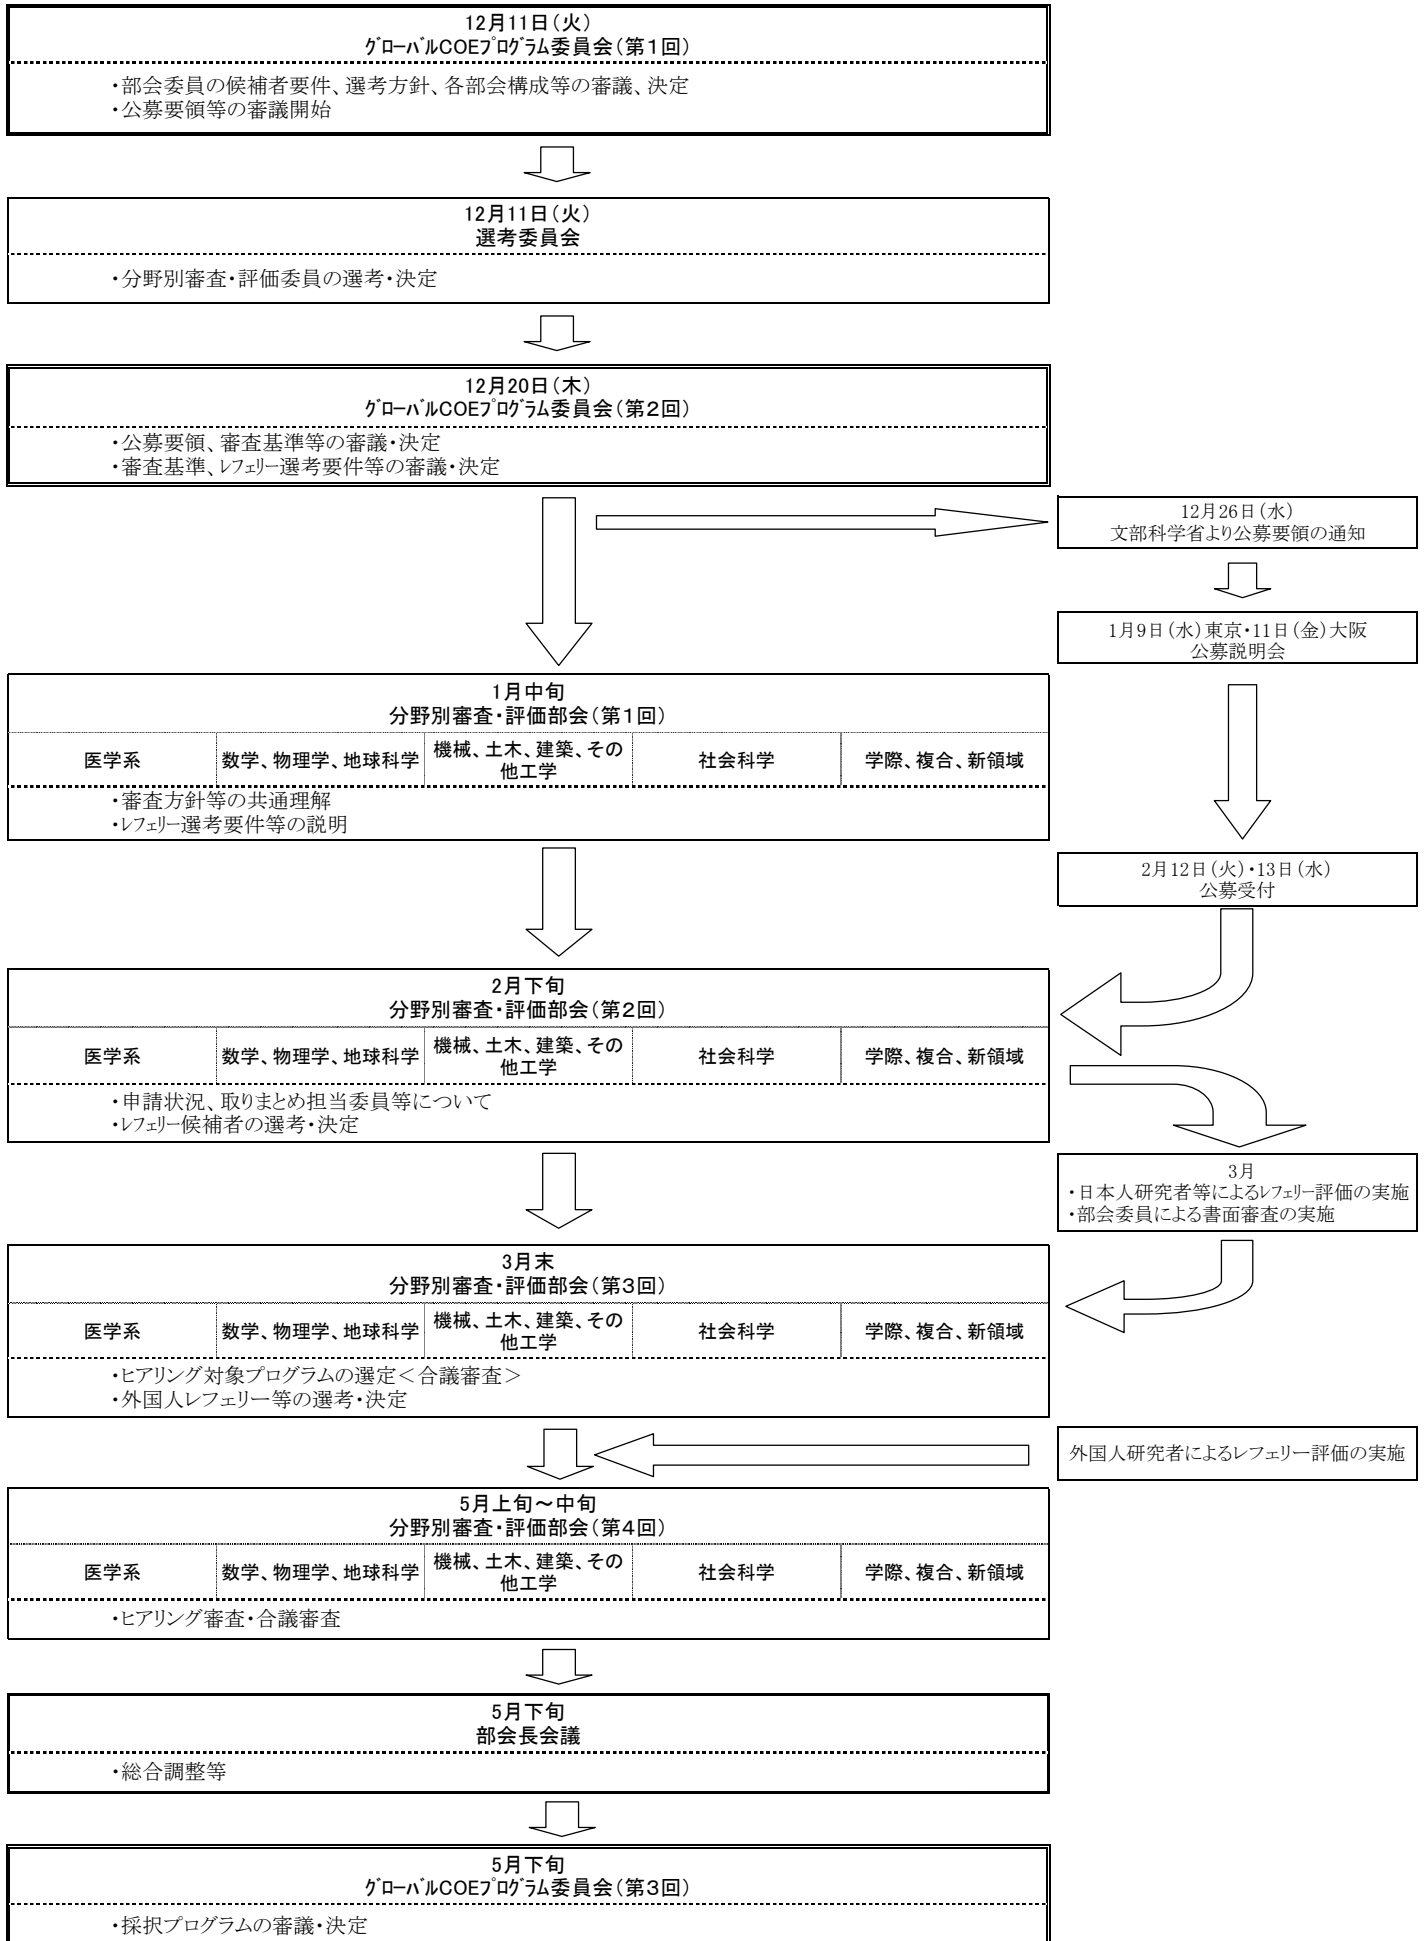 12月11日（火）
ｸﾞﾛｰﾊﾞﾙCOEﾌﾟﾛｸﾞﾗﾑ委員会（第１回）
・部会委員の候補者要件、選考方針、各部会構成等の審議、決定
・公募要領等の審議開始
12月11日（火）
選考委員会
・分野別審査・評価委員の選考・決定
12月20日（木）
ｸﾞﾛｰﾊﾞﾙCOEﾌﾟﾛｸﾞﾗﾑ委員会（第２回）
・公募要領、審査基準等の審議・決定
・審査基準、ﾚﾌｪﾘｰ選考要件等の審議・決定
12月26日（水）
文部科学省より公募要領の通知
1月9日（水）東京・11日（金）大阪
公募説明会
1月中旬
分野別審査・評価部会（第１回）
医学系
数学、物理学、地球科学
機械、土木、建築、その
他工学
社会科学
学際、複合、新領域
・審査方針等の共通理解
・ﾚﾌｪﾘｰ選考要件等の説明
2月12日（火）・13日（水）
公募受付
2月下旬
分野別審査・評価部会（第２回）
医学系
数学、物理学、地球科学
機械、土木、建築、その
他工学
社会科学
学際、複合、新領域
・申請状況、取りまとめ担当委員等について
・ﾚﾌｪﾘｰ候補者の選考・決定
3月
・日本人研究者等によるﾚﾌｪﾘｰ評価の実施
・部会委員による書面審査の実施
3月末
分野別審査・評価部会（第３回）
医学系
数学、物理学、地球科学
機械、土木、建築、その
他工学
社会科学
学際、複合、新領域
・ﾋｱﾘﾝｸﾞ対象プログラムの選定＜合議審査＞
・外国人レフェリー等の選考・決定
外国人研究者によるレフェリー評価の実施
5月上旬～中旬
分野別審査・評価部会（第４回）
医学系
数学、物理学、地球科学
機械、土木、建築、その
他工学
社会科学
学際、複合、新領域
・ﾋｱﾘﾝｸﾞ審査・合議審査
5月下旬
部会長会議
・総合調整等
5月下旬
ｸﾞﾛｰﾊﾞﾙCOEﾌﾟﾛｸﾞﾗﾑ委員会（第３回）
・採択プログラムの審議・決定